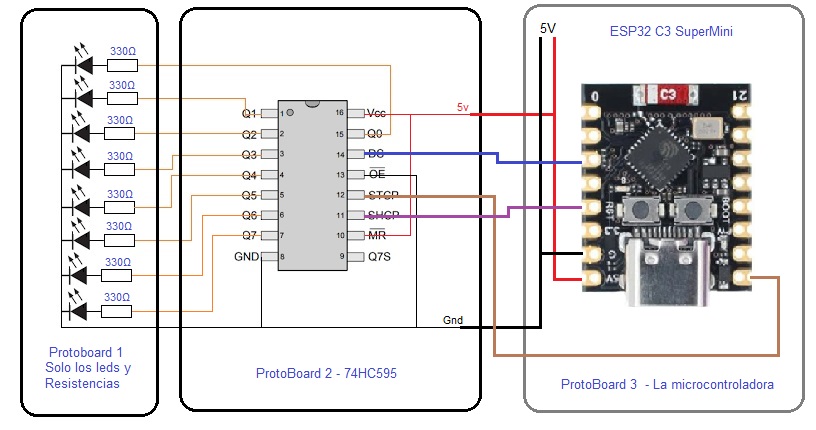 330Ω
330Ω
330Ω
330Ω
330Ω
330Ω
330Ω
330Ω
Protoboard 1
Solo los leds y
Resistencias
Q1 1 16 Vcc
Q2 2 15 Q0
Q3 3 14 DS
Q4 4 13 OE
Q5 5 12 STCP
Q6 6 11 SHCP
Q7 7 10 MR
GND 8 9 Q7S
5v
Gnd
ProtoBoard 2 - 74HC595
5V
ESP32 C3 SuperMini
0 C3 21
RST BOOT
ProtoBoard 3 - La microcontroladora